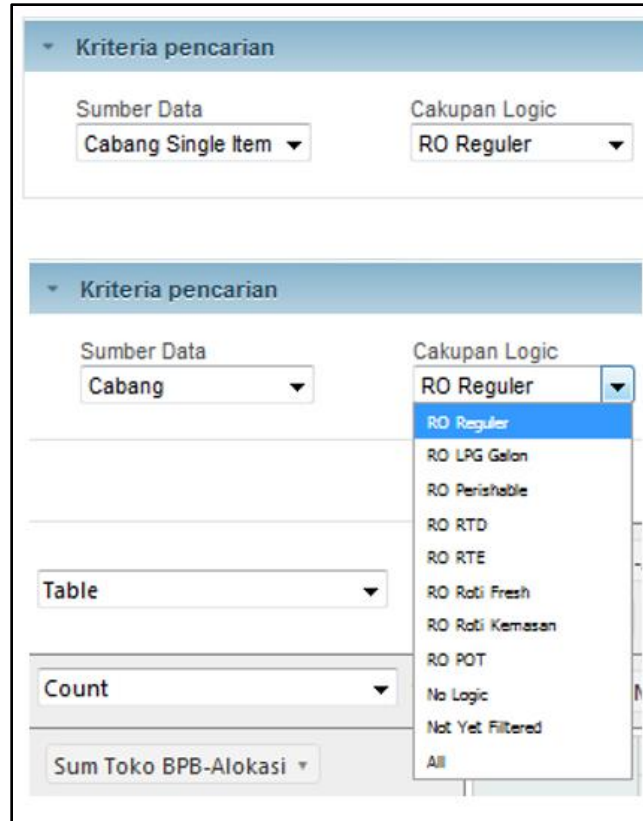 Kriteria pencarian
Sumber Data Cakupan Logic
Cabang Single Item RO Reguler
Kriteria pencarian
Sumber Data Cakupan Logic
Cabang RO Reguler
RO Reguler
RO LPG Galon
RO Perishable
RO RTD
RO RTE
Table
RO Roti Fresh
RO Roti Kemasan
RO POT
Count
No Logic
Not Yet Filtered
Sum Toko BPB-Alokasi
All